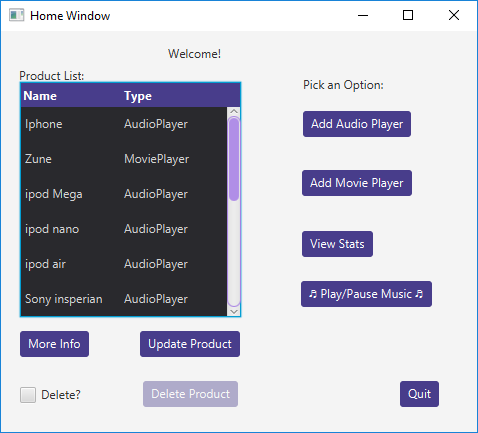 Home Window
Welcome!
Product List:
Name Type
Iphone AudioPlayer
Zune MoviePlayer
ipod Mega AudioPlayer
ipod nano AudioPlayer
ipod air AudioPlayer
Sony insperian AudioPlayer
More Info Update Product
Delete? Delete Product
Pick an Option:
Add Audio Player
Add Movie Player
View Stats
♬ Play/Pause Music ♬
Quit